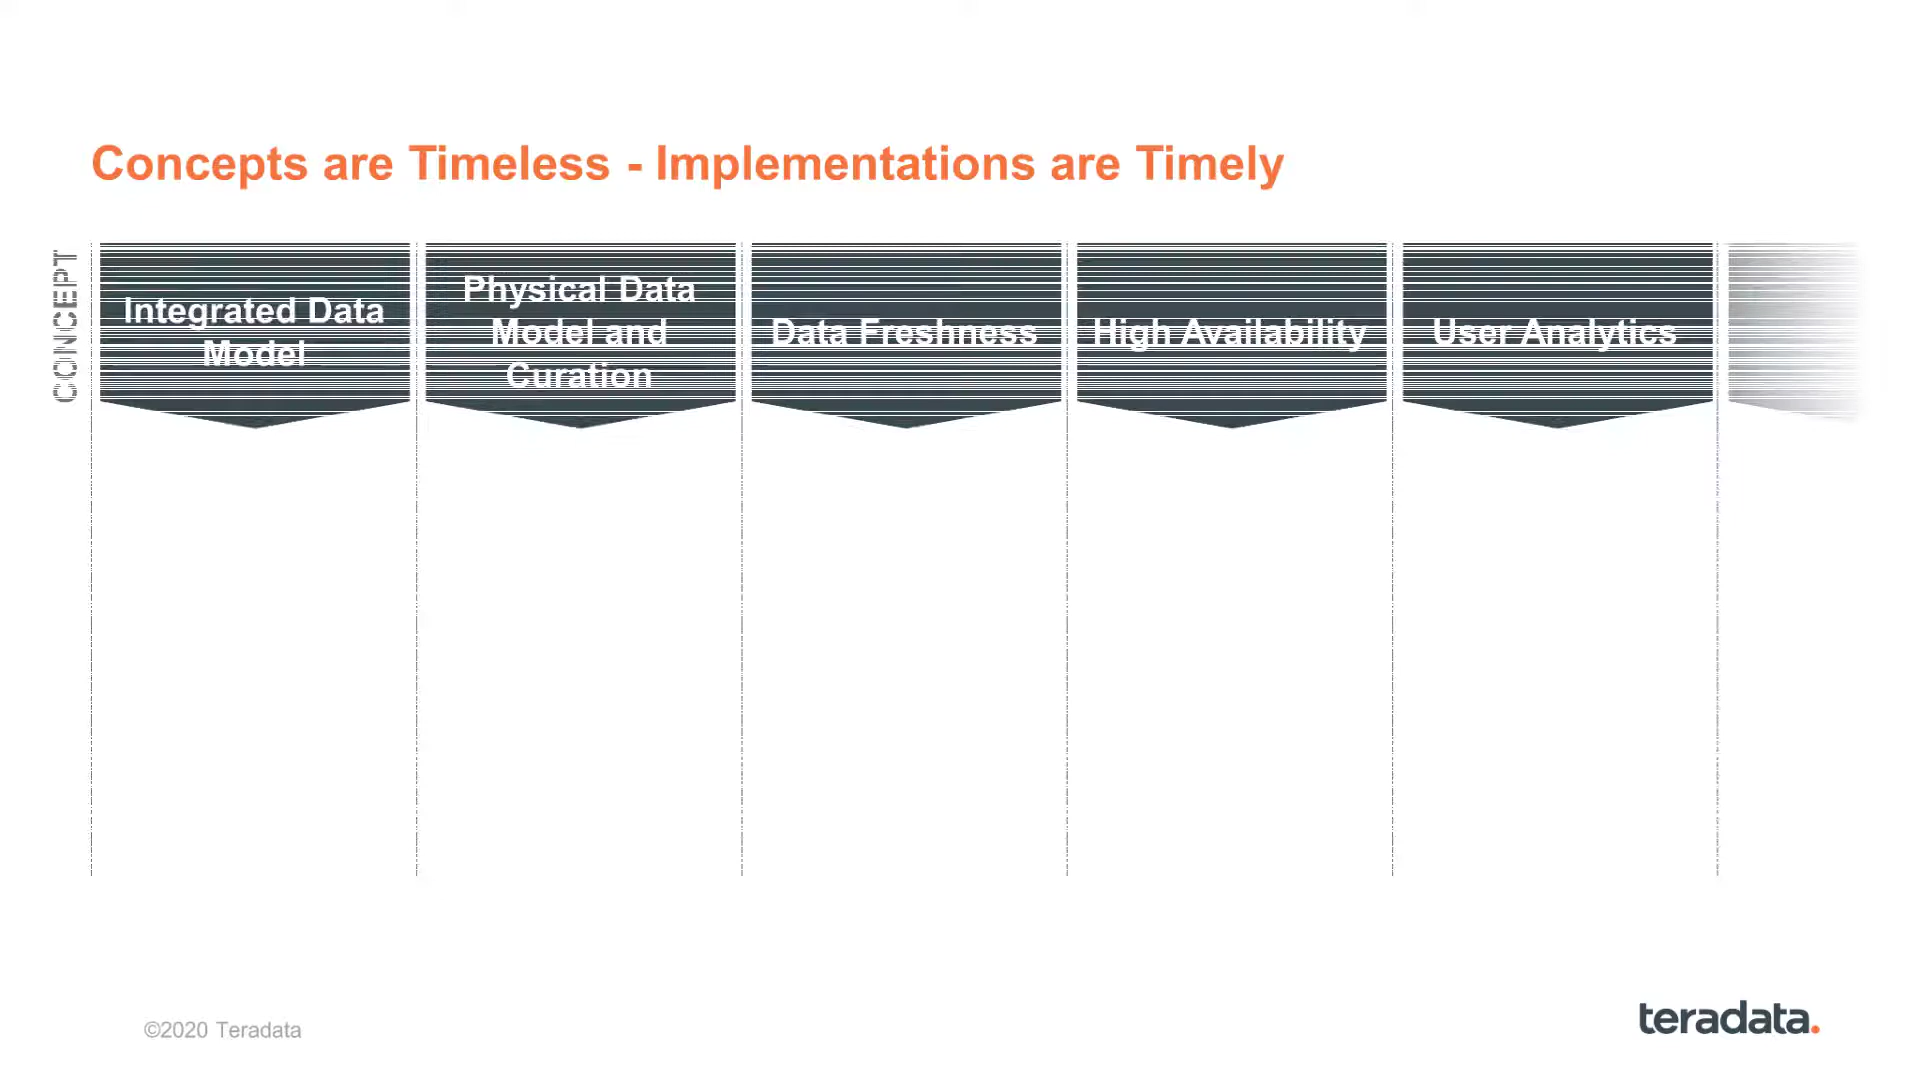 Concepts are Timeless - Implementations are Timely
CONCEPT
Integrated Data
Model
Physical Data
Model and
Curation
Data Freshness
High Availability
User Analytics
©2020 Teradata
teradata.